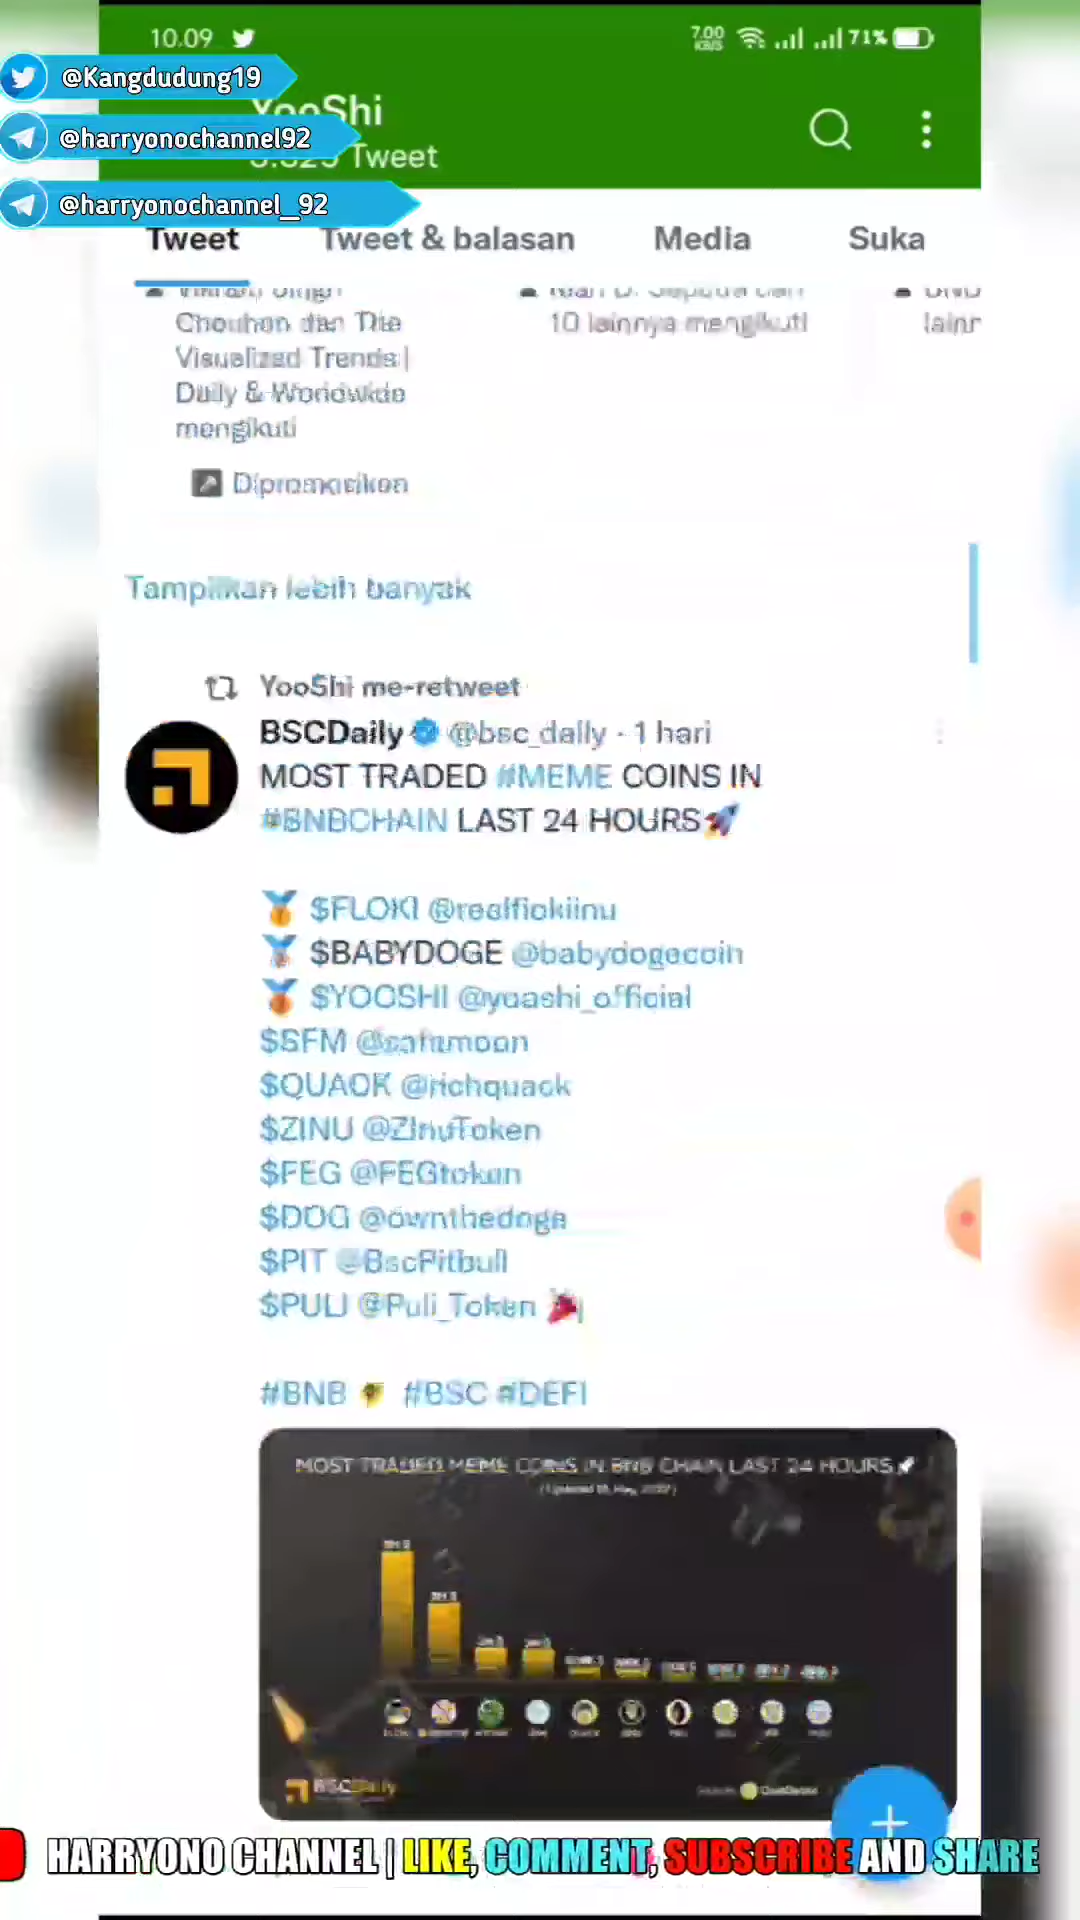 10.09
7.00
KB/S
71%
@Kangdudung19
YooShi
@harryonochannel92
Tweet
@harryonochannel_92
Tweet
Tweet & balasan
Media
Suka
Chouhan dan The
Visualized Trends |
Daily & Worldwide
mengikuti
10 lainnya mengikuti
Dipromosikan
Tampilkan lebih banyak
YooShi me-retweet
BSCDaily @bsc_daily · 1 hari
MOST TRADED #MEME COINS IN
#BNBCHAIN LAST 24 HOURS🚀
🥇 $FLOKI @realflokiinu
🥈 $BABYDOGE @babydogecoin
🥉 $YOOSHI @yooshi_official
$SFM @safemoon
$QUACK @richquack
$ZINU @ZinuToken
$FEG @FEGtoken
$DOG @ownthedoge
$PIT @BscPitbull
$PULI @Puli_Token 🎉
#BNB #BSC #DEFI
MOST TRADED MEME COINS IN BNB CHAIN LAST 24 HOURS🚀
BSCDaily
HARRYONO CHANNEL | LIKE, COMMENT, SUBSCRIBE AND SHARE